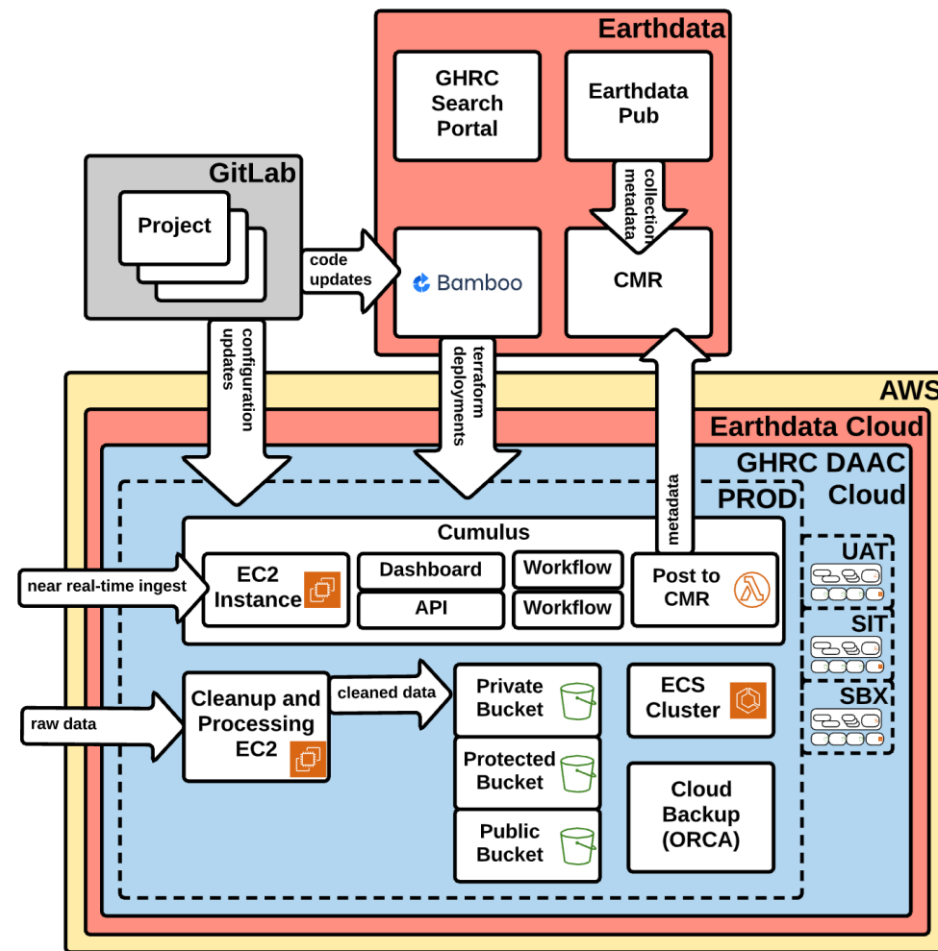 Earthdata
GHRC
Search
Portal
Earthdata
Pub
collection
metadata
GitLab
Project
code
updates
Bamboo
CMR
configuration
updates
terraform
deployments
AWS
Earthdata Cloud
GHRC DAAC
Cloud
PROD
metadata
Cumulus
near real-time ingest
EC2
Instance
Dashboard
API
Workflow
Workflow
Post to
CMR
UAT
SIT
SBX
raw data
Cleanup and
Processing
EC2
cleaned data
Private
Bucket
Protected
Bucket
Public
Bucket
ECS
Cluster
Cloud
Backup
(ORCA)